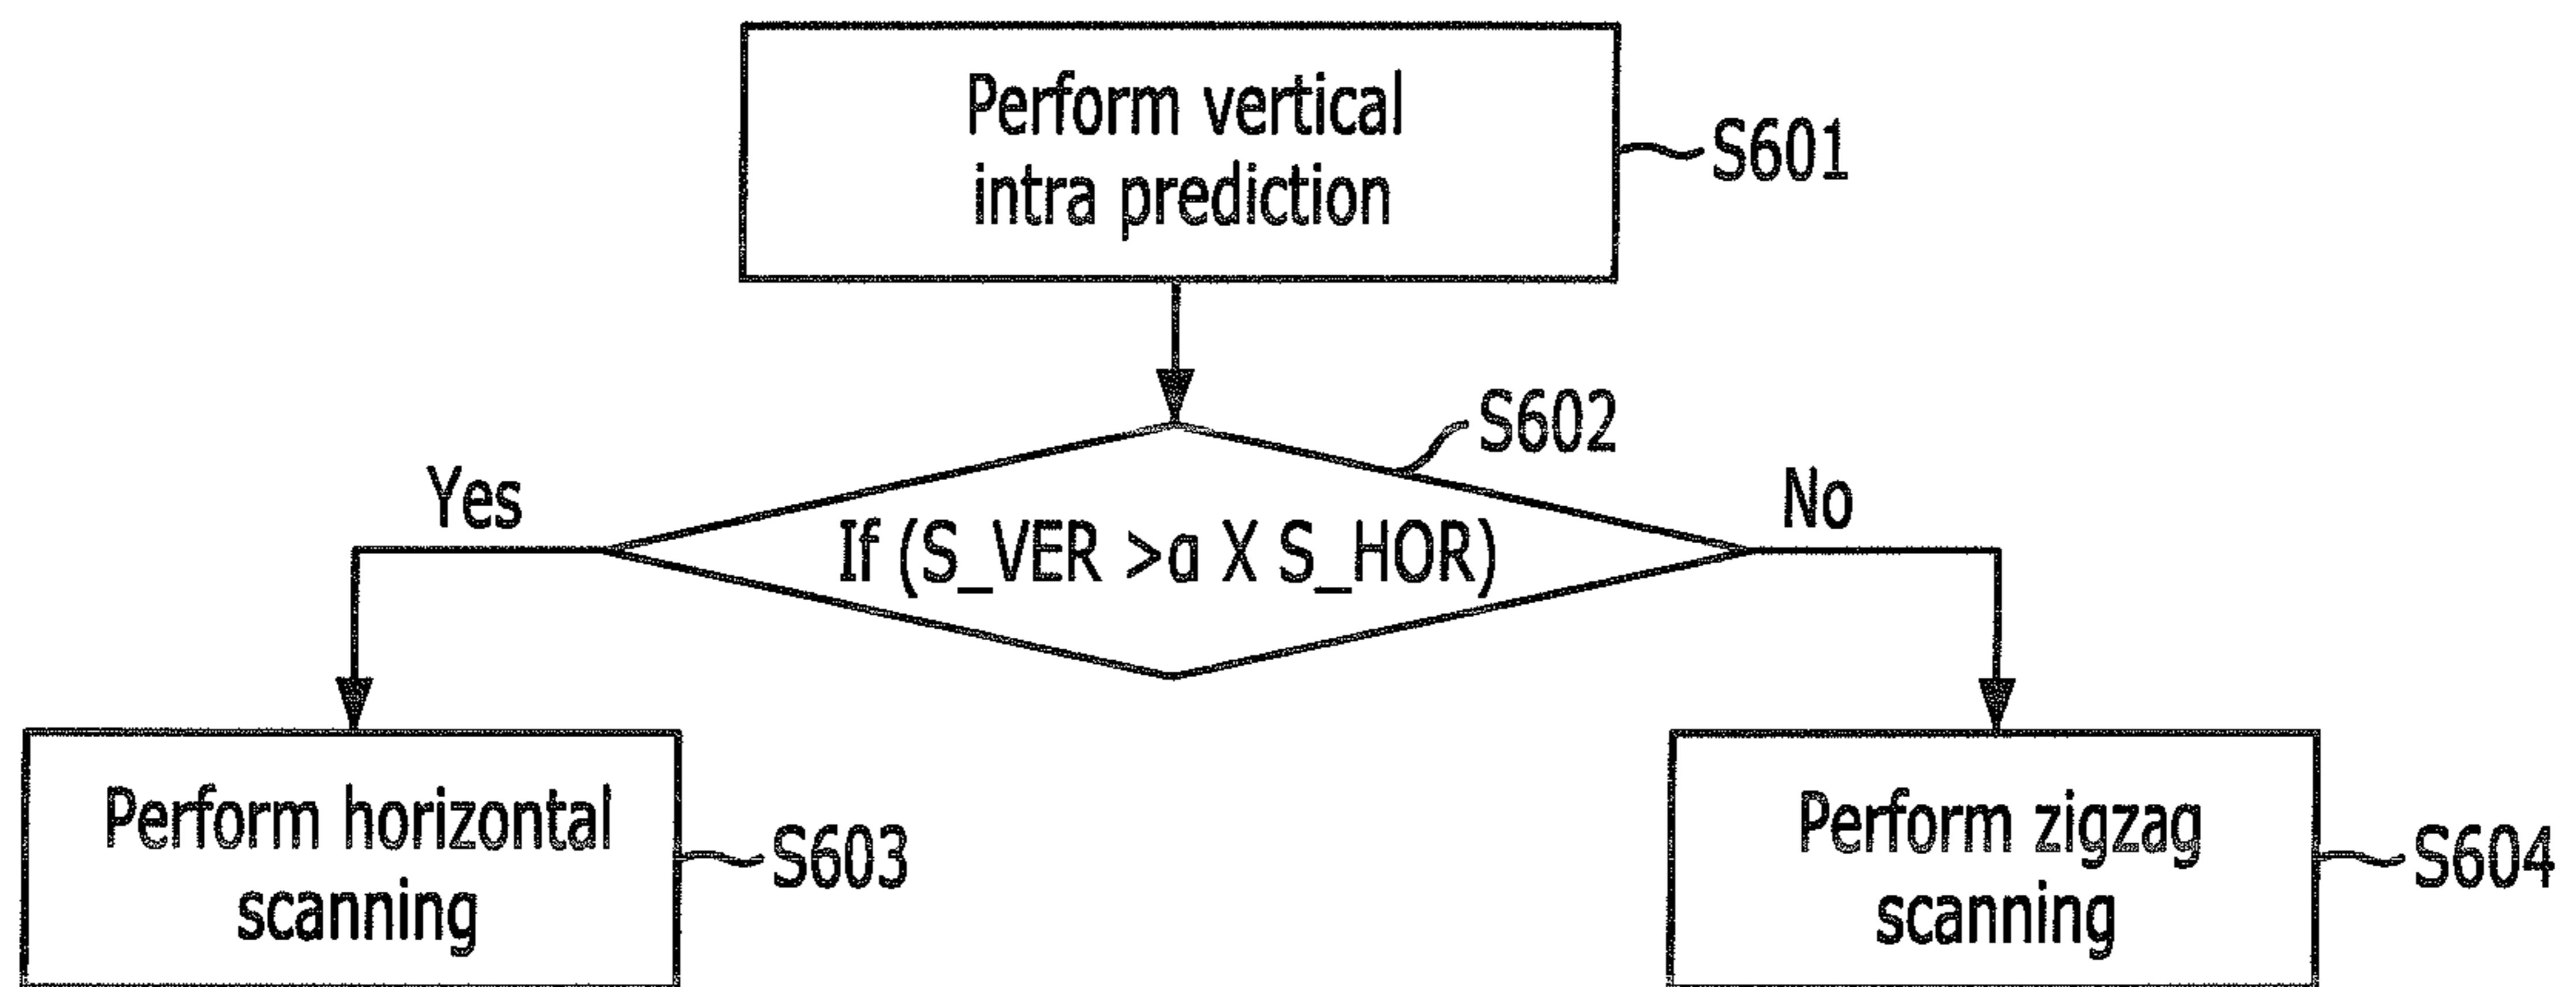 Perform vertical
intra prediction
S601
S602
Yes
No
If (S_VER >a X S_HOR)
Perform horizontal
scanning
S603
Perform zigzag
scanning
S604